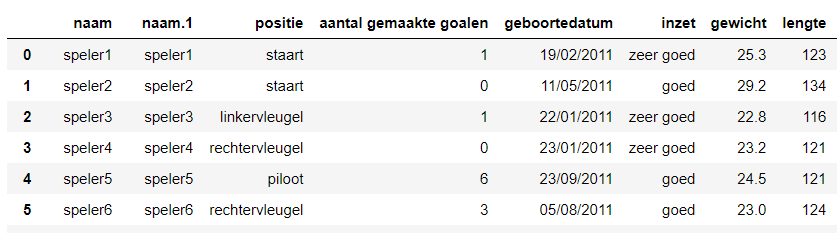 naam naam.1 positie aantal gemaakte goalen geboortedatum inzet gewicht lengte
0 speler1 speler1 staart 1 19/02/2011 zeer goed 25.3 123
1 speler2 speler2 staart 0 11/05/2011 goed 29.2 134
2 speler3 speler3 linkervleugel 1 22/01/2011 zeer goed 22.8 116
3 speler4 speler4 rechtervleugel 0 23/01/2011 zeer goed 23.2 121
4 speler5 speler5 piloot 6 23/09/2011 goed 24.5 121
5 speler6 speler6 rechtervleugel 3 05/08/2011 goed 23.0 124